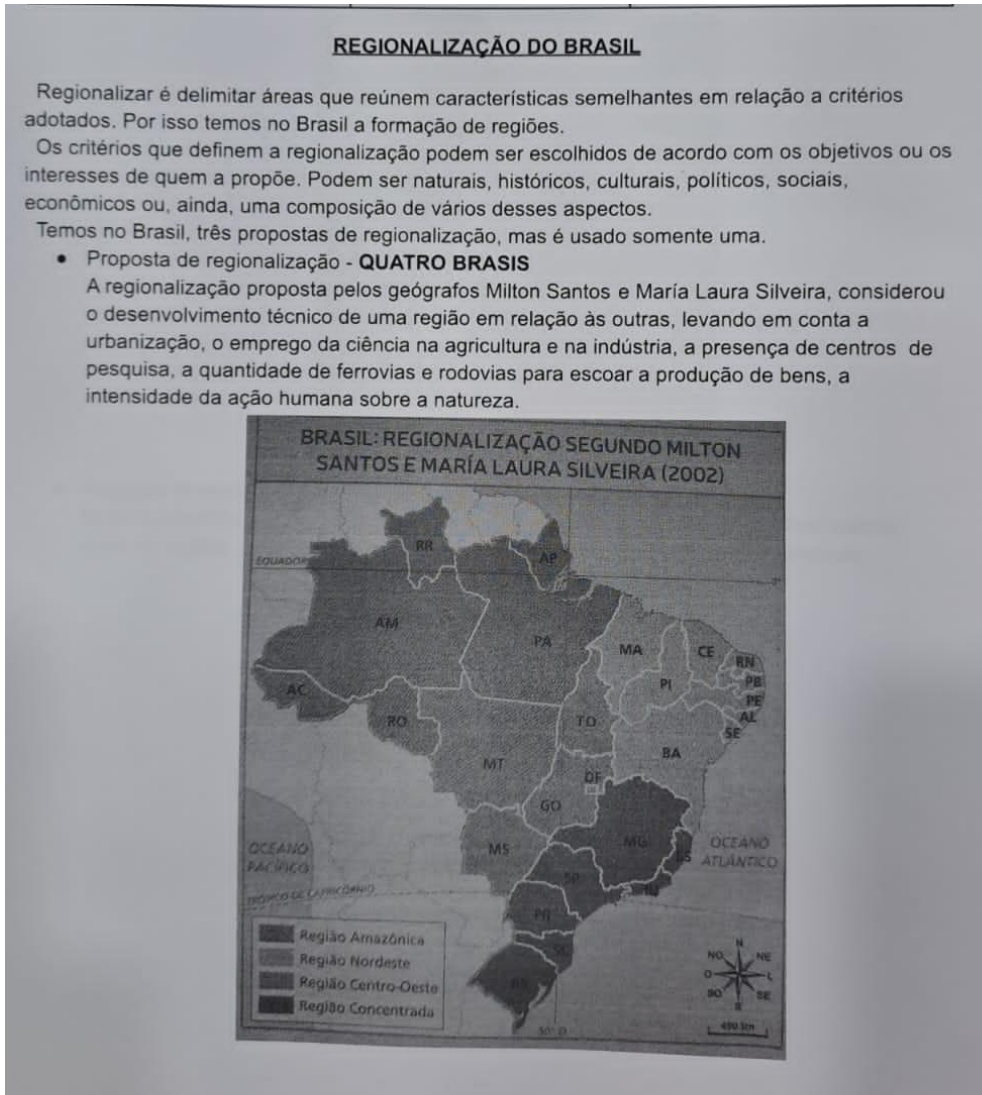 REGIONALIZAÇÃO DO BRASIL
Regionalizar é delimitar áreas que reúnem características semelhantes em relação a critérios
adotados. Por isso temos no Brasil a formação de regiões.
Os critérios que definem a regionalização podem ser escolhidos de acordo com os objetivos ou os
interesses de quem a propõe. Podem ser naturais, históricos, culturais, políticos, sociais,
econômicos ou, ainda, uma composição de vários desses aspectos.
Temos no Brasil, três propostas de regionalização, mas é usado somente uma.
• Proposta de regionalização - QUATRO BRASIS
A regionalização proposta pelos geógrafos Milton Santos e María Laura Silveira, considerou
o desenvolvimento técnico de uma região em relação às outras, levando em conta a
urbanização, o emprego da ciência na agricultura e na indústria, a presença de centros de
pesquisa, a quantidade de ferrovias e rodovias para escoar a produção de bens, a
intensidade da ação humana sobre a natureza.
BRASIL: REGIONALIZAÇÃO SEGUNDO MILTON
SANTOS E MARÍA LAURA SILVEIRA (2002)
RR
AP
EQUADOR
0°
AM
PA
MA
CE
RN
PB
PI
PE
AL
SE
AC
RO
TO
BA
MT
DF
GO
MG
ES
MS
SP
RJ
PR
SC
RS
OCEANO
PACÍFICO
OCEANO
ATLÂNTICO
TRÓPICO DE CAPRICÓRNIO
Região Amazônica
Região Nordeste
Região Centro-Oeste
Região Concentrada
N
NO
NE
O
L
SO
SE
S
50° O